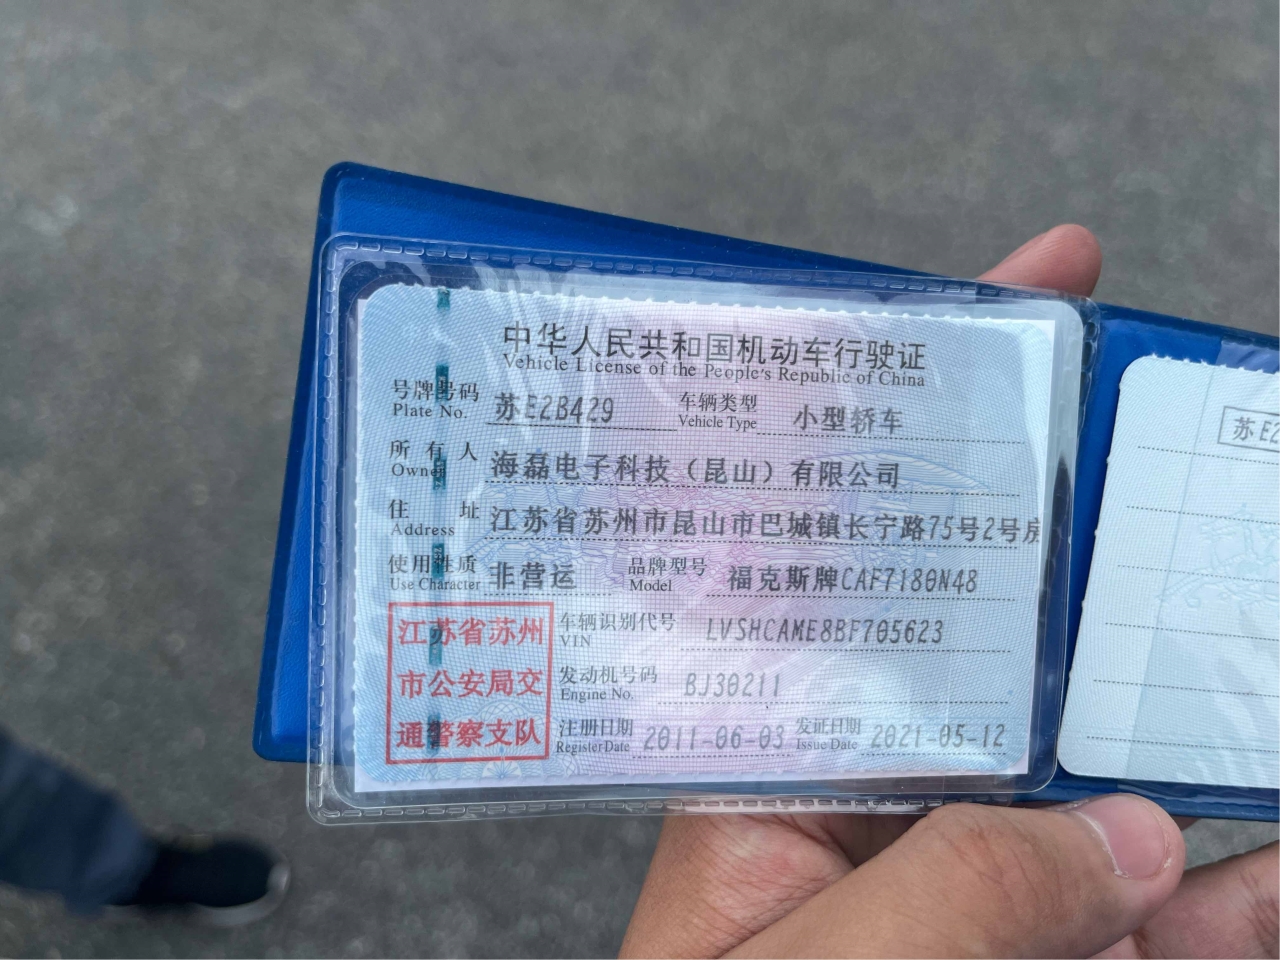 中华人民共和国机动车行驶证
Vehicle License of the People's Republic of China
号牌号码 苏E2B429 车辆类型 小型轿车
Plate No. Vehicle Type
所有人 海磊电子科技（昆山）有限公司
Owner
住址 江苏省苏州市昆山市巴城镇长宁路75号2号房
Address
使用性质 非营运 品牌型号 福克斯牌CAF7180N48
Use Character Model
江苏省苏州
市公安局交
通警察支队
车辆识别代号 LVSHCAME8BF705623
VIN
发动机号码 BJ30211
Engine No.
注册日期 2011-06-03 发证日期 2021-05-12
Register Date Issue Date
苏E2